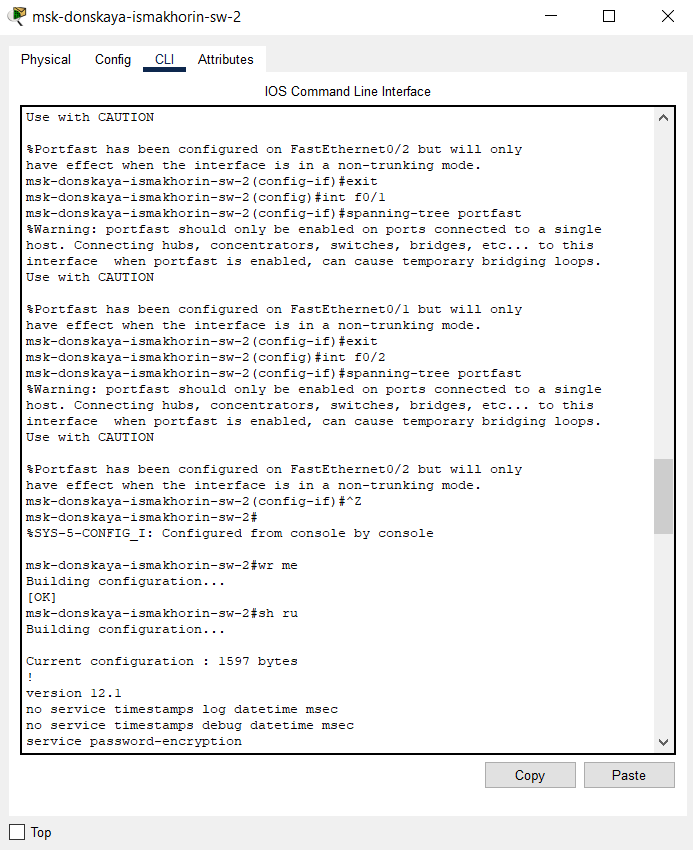 msk-donskaya-ismakhorin-sw-2
Physical Config CLI Attributes
IOS Command Line Interface
Use with CAUTION
%Portfast has been configured on FastEthernet0/2 but will only
have effect when the interface is in a non-trunking mode.
msk-donskaya-ismakhorin-sw-2(config-if)#exit
msk-donskaya-ismakhorin-sw-2(config)#int f0/1
msk-donskaya-ismakhorin-sw-2(config-if)#spanning-tree portfast
%Warning: portfast should only be enabled on ports connected to a single
host. Connecting hubs, concentrators, switches, bridges, etc... to this
interface  when portfast is enabled, can cause temporary bridging loops.
Use with CAUTION
%Portfast has been configured on FastEthernet0/1 but will only
have effect when the interface is in a non-trunking mode.
msk-donskaya-ismakhorin-sw-2(config-if)#exit
msk-donskaya-ismakhorin-sw-2(config)#int f0/2
msk-donskaya-ismakhorin-sw-2(config-if)#spanning-tree portfast
%Warning: portfast should only be enabled on ports connected to a single
host. Connecting hubs, concentrators, switches, bridges, etc... to this
interface  when portfast is enabled, can cause temporary bridging loops.
Use with CAUTION
%Portfast has been configured on FastEthernet0/2 but will only
have effect when the interface is in a non-trunking mode.
msk-donskaya-ismakhorin-sw-2(config-if)#^Z
msk-donskaya-ismakhorin-sw-2#
%SYS-5-CONFIG_I: Configured from console by console
msk-donskaya-ismakhorin-sw-2#wr me
Building configuration...
[OK]
msk-donskaya-ismakhorin-sw-2#sh ru
Building configuration...
Current configuration : 1597 bytes
!
version 12.1
no service timestamps log datetime msec
no service timestamps debug datetime msec
service password-encryption
Copy Paste
Top